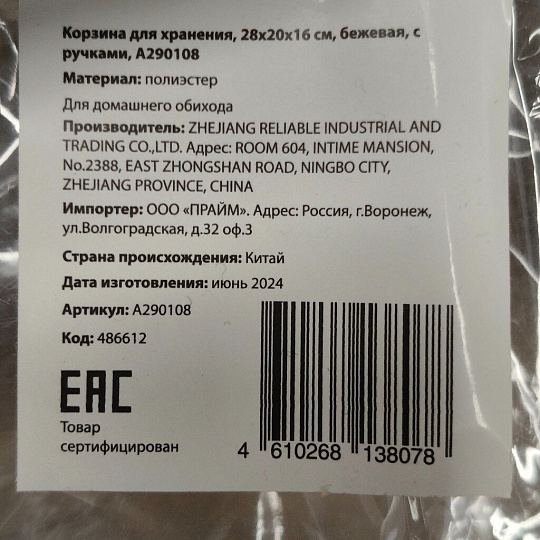 Корзина для хранения, 28x20x16 см, бежевая, с
ручками, A290108
Материал: полиэстер
Для домашнего обихода
Производитель: ZHEJIANG RELIABLE INDUSTRIAL AND
TRADING CO.,LTD. Адрес: ROOM 604, INTIME MANSION,
No.2388, EAST ZHONGSHAN ROAD, NINGBO CITY,
ZHEJIANG PROVINCE, CHINA
Импортер: ООО «ПРАЙМ». Адрес: Россия, г.Воронеж,
ул.Волгоградская, д.32 оф.3
Страна происхождения: Китай
Дата изготовления: июнь 2024
Артикул: A290108
Код: 486612
EAC
Товар
сертифицирован
4 610268 138078